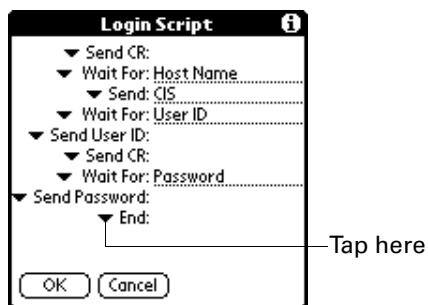 Login Script
Send CR:
Wait For: Host Name
Send: CIS
Wait For: User ID
Send User ID:
Send CR:
Wait For: Password
Send Password:
End:
Tap here
OK Cancel